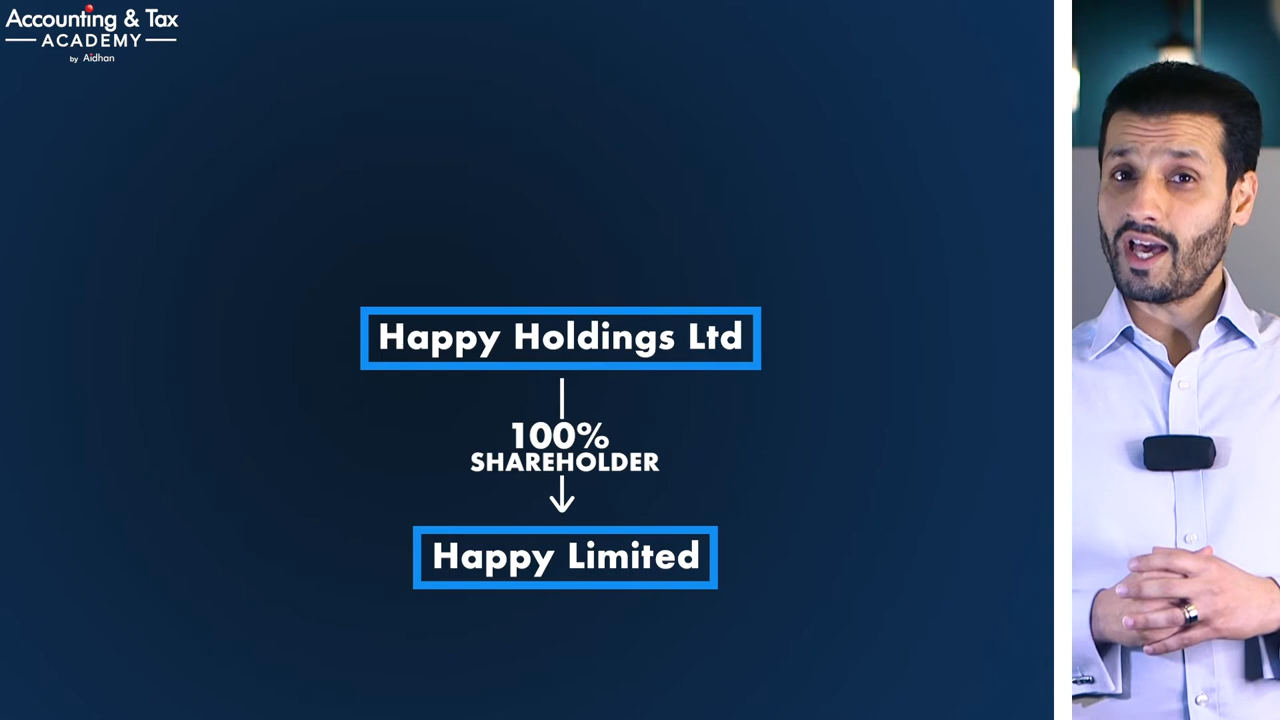 Accounting & Tax
ACADEMY
by Aidhan
Happy Holdings Ltd
100%
SHAREHOLDER
Happy Limited